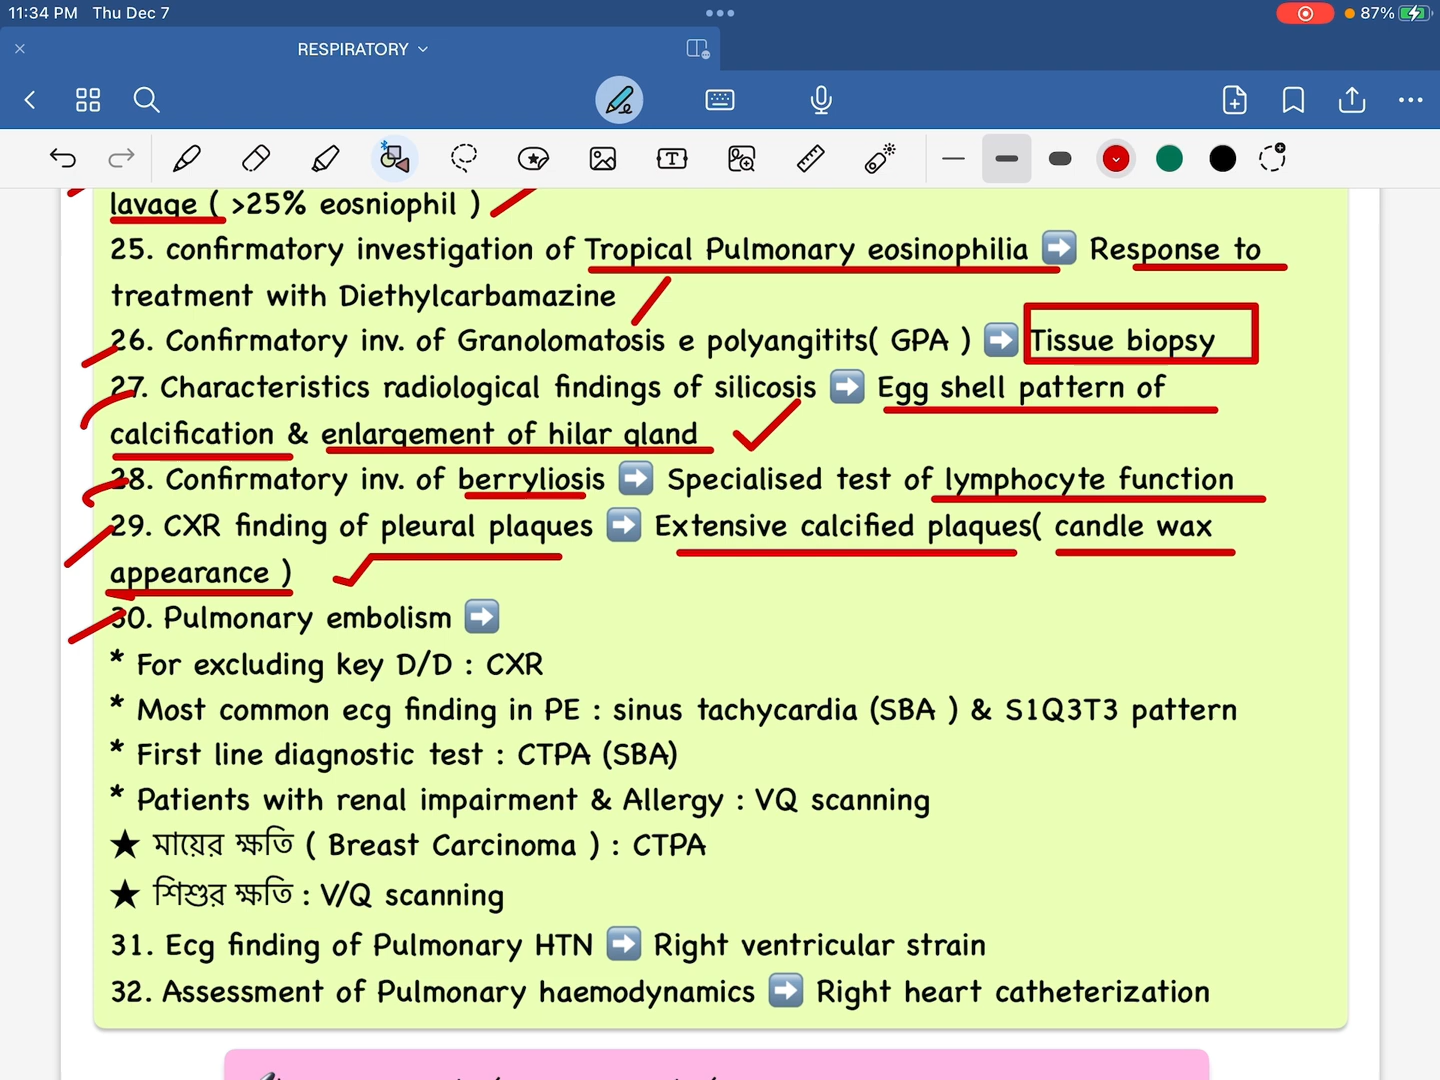 11:34 PM Thu Dec 7
87%
RESPIRATORY
lavage ( >25% eosniophil )
25. confirmatory investigation of Tropical Pulmonary eosinophilia ➡ Response to
treatment with Diethylcarbamazine
26. Confirmatory inv. of Granolomatosis e polyangitits( GPA ) ➡ Tissue biopsy
27. Characteristics radiological findings of silicosis ➡ Egg shell pattern of
calcification & enlargement of hilar gland
28. Confirmatory inv. of berryliosis ➡ Specialised test of lymphocyte function
29. CXR finding of pleural plaques ➡ Extensive calcified plaques( candle wax
appearance )
30. Pulmonary embolism ➡
* For excluding key D/D : CXR
* Most common ecg finding in PE : sinus tachycardia (SBA ) & S1Q3T3 pattern
* First line diagnostic test : CTPA (SBA)
* Patients with renal impairment & Allergy : VQ scanning
★ মায়ের ক্ষতি ( Breast Carcinoma ) : CTPA
★ শিশুর ক্ষতি : V/Q scanning
31. Ecg finding of Pulmonary HTN ➡ Right ventricular strain
32. Assessment of Pulmonary haemodynamics ➡ Right heart catheterization